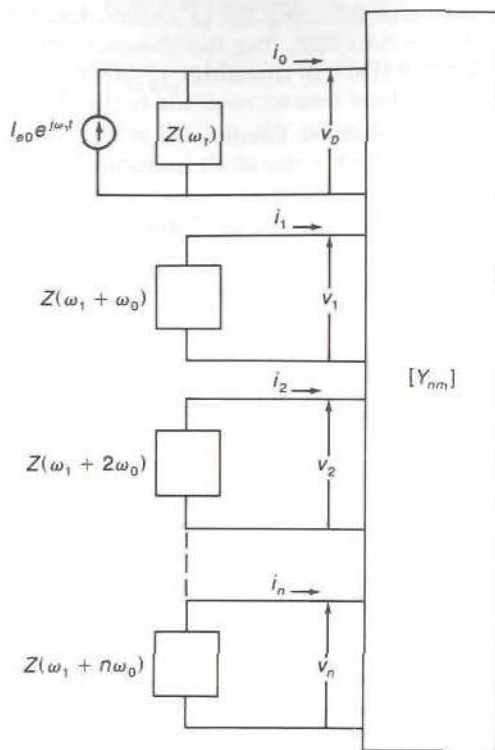 i₀
I_{s0}e^{jω₁t}
Z(ω₁)
v₀
i₁
Z(ω₁ + ω₀)
v₁
[Y_{nm}]
i₂
Z(ω₁ + 2ω₀)
v₂
i_n
Z(ω₁ + nω₀)
v_n